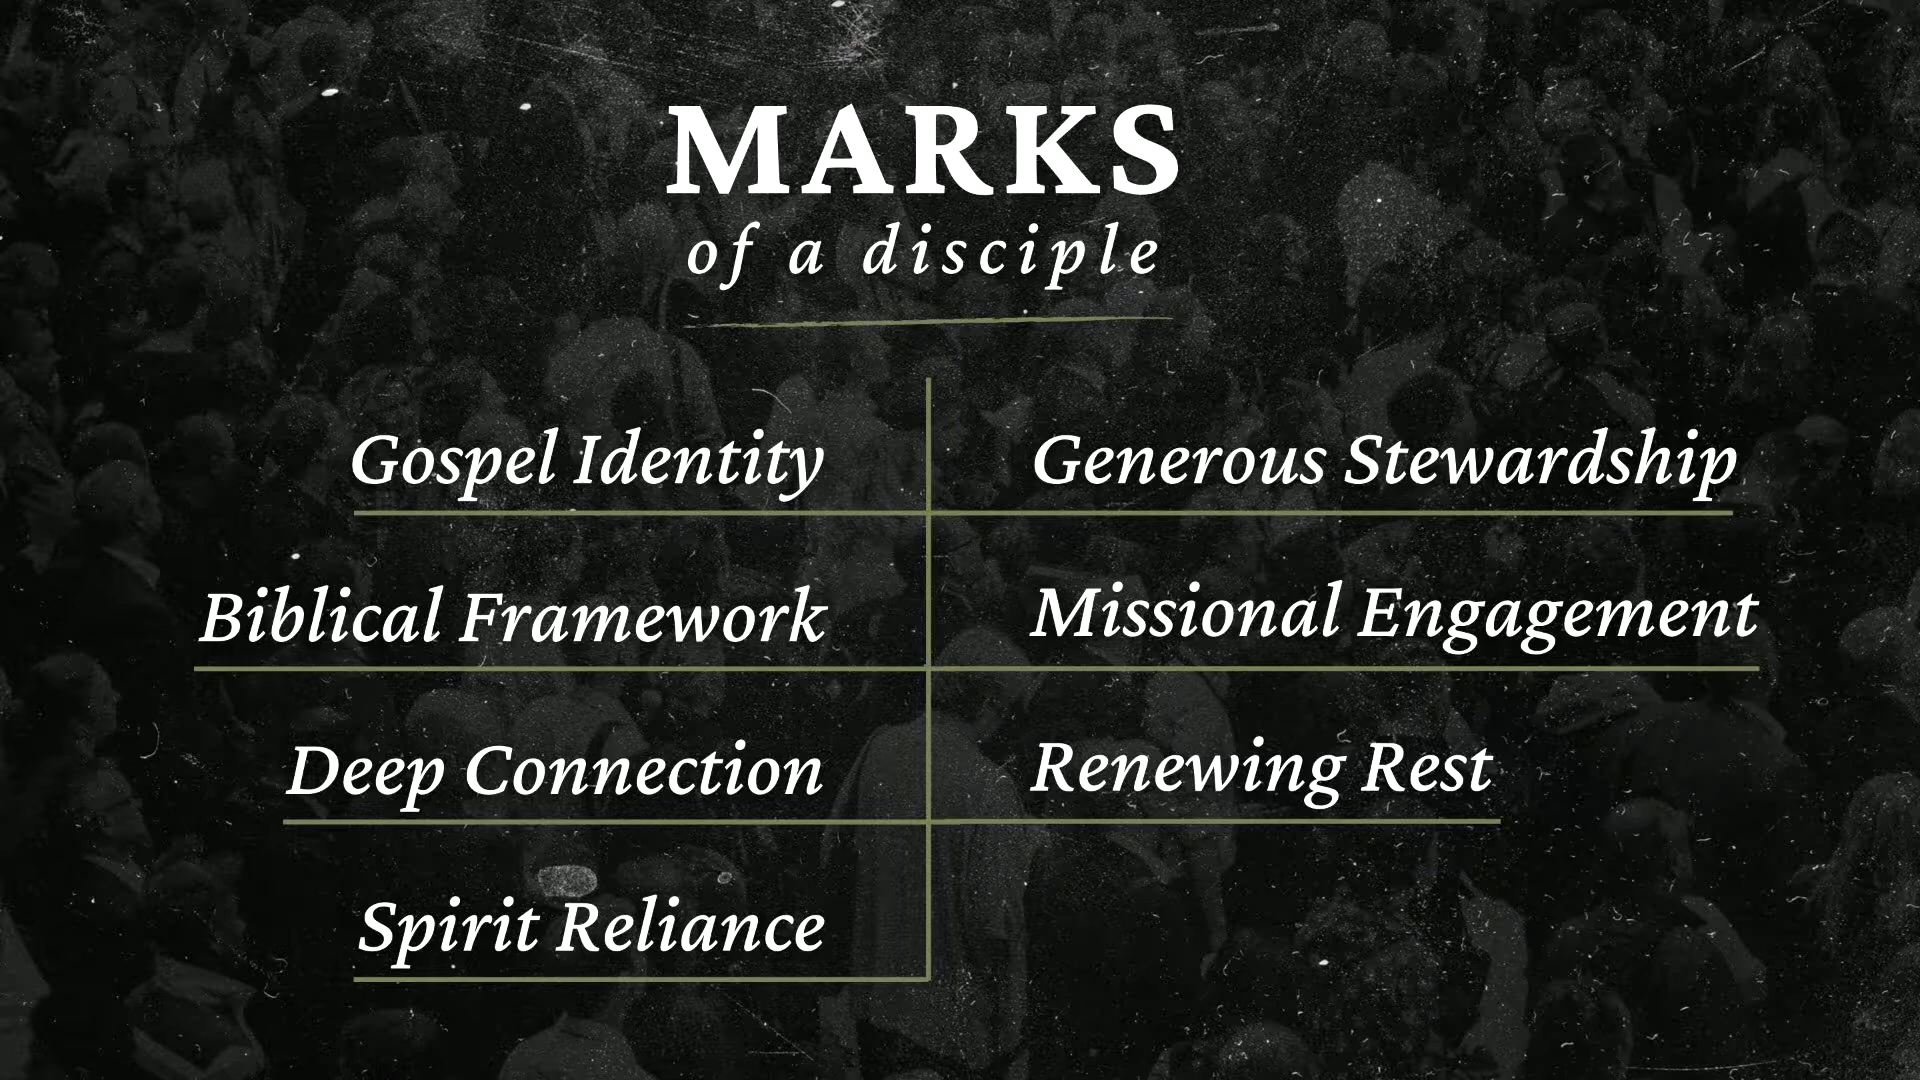 MARKS
of a disciple
Gospel Identity
Biblical Framework
Deep Connection
Spirit Reliance
Generous Stewardship
Missional Engagement
Renewing Rest